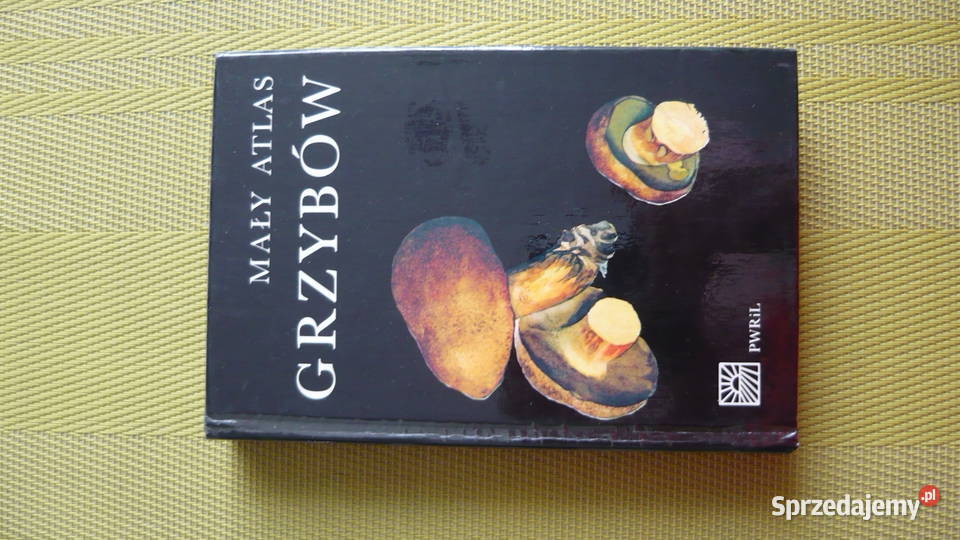 MAŁY ATLAS
GRZYBÓW
PWRiL
Sprzedajemy.pl